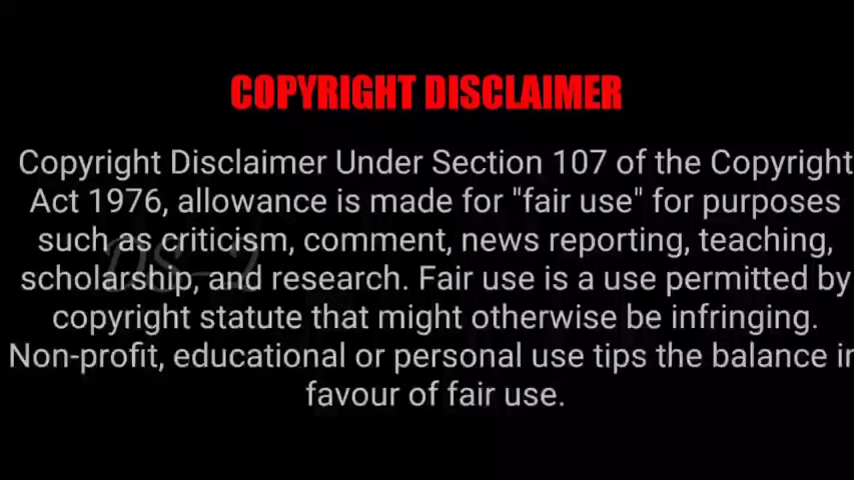 COPYRIGHT DISCLAIMER
Copyright Disclaimer Under Section 107 of the Copyright
Act 1976, allowance is made for "fair use" for purposes
such as criticism, comment, news reporting, teaching,
scholarship, and research. Fair use is a use permitted by
copyright statute that might otherwise be infringing.
Non-profit, educational or personal use tips the balance in
favour of fair use.